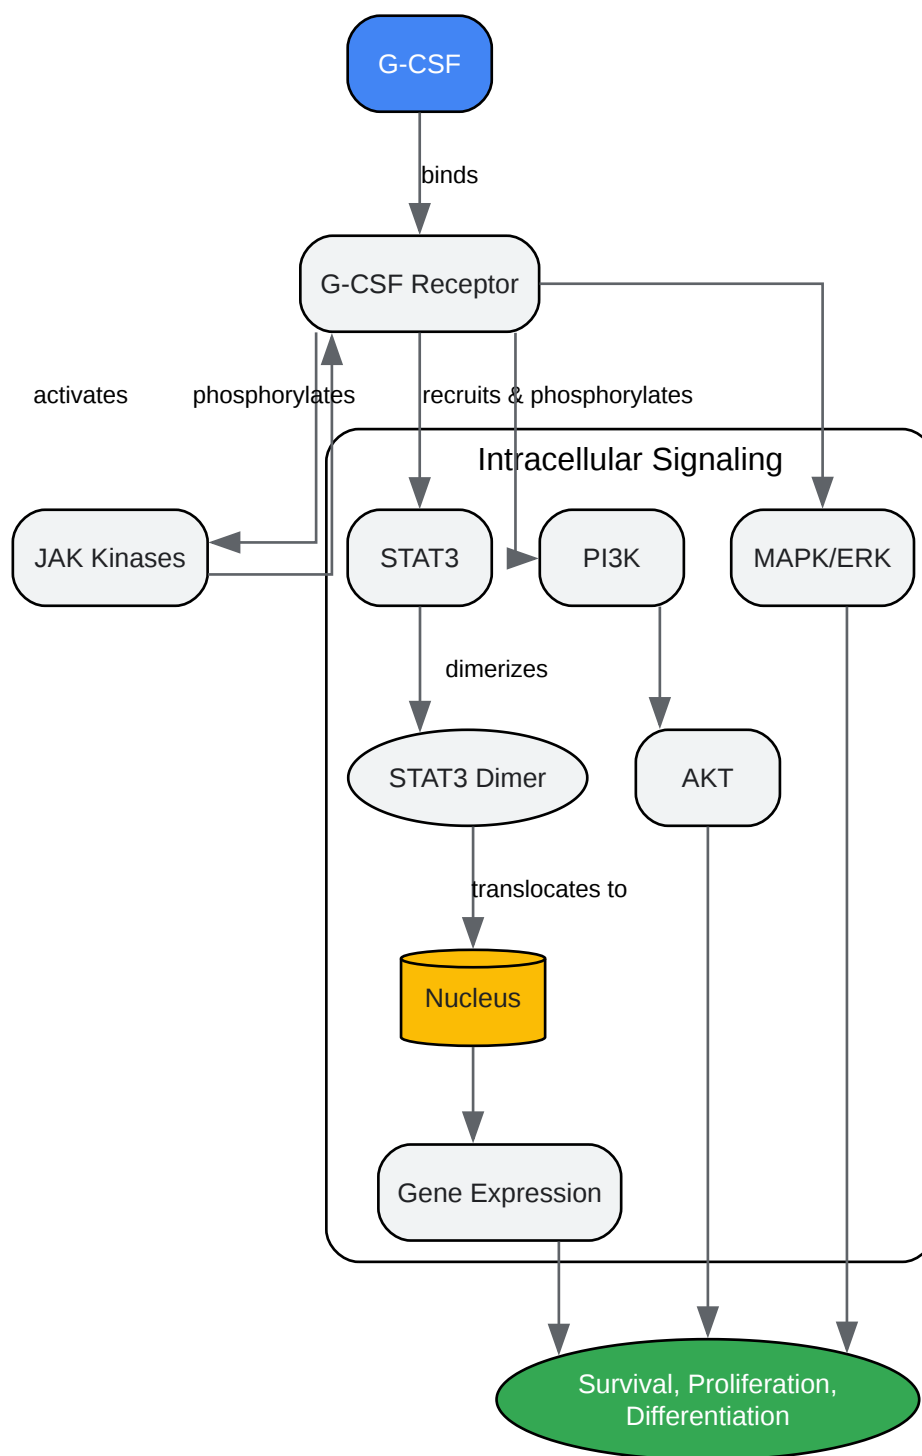 G-CSF
binds
G-CSF Receptor
activates
phosphorylates
recruits & phosphorylates
Intracellular Signaling
JAK Kinases
STAT3
PI3K
MAPK/ERK
dimerizes
STAT3 Dimer
AKT
translocates to
Nucleus
Gene Expression
Survival, Proliferation,
Differentiation